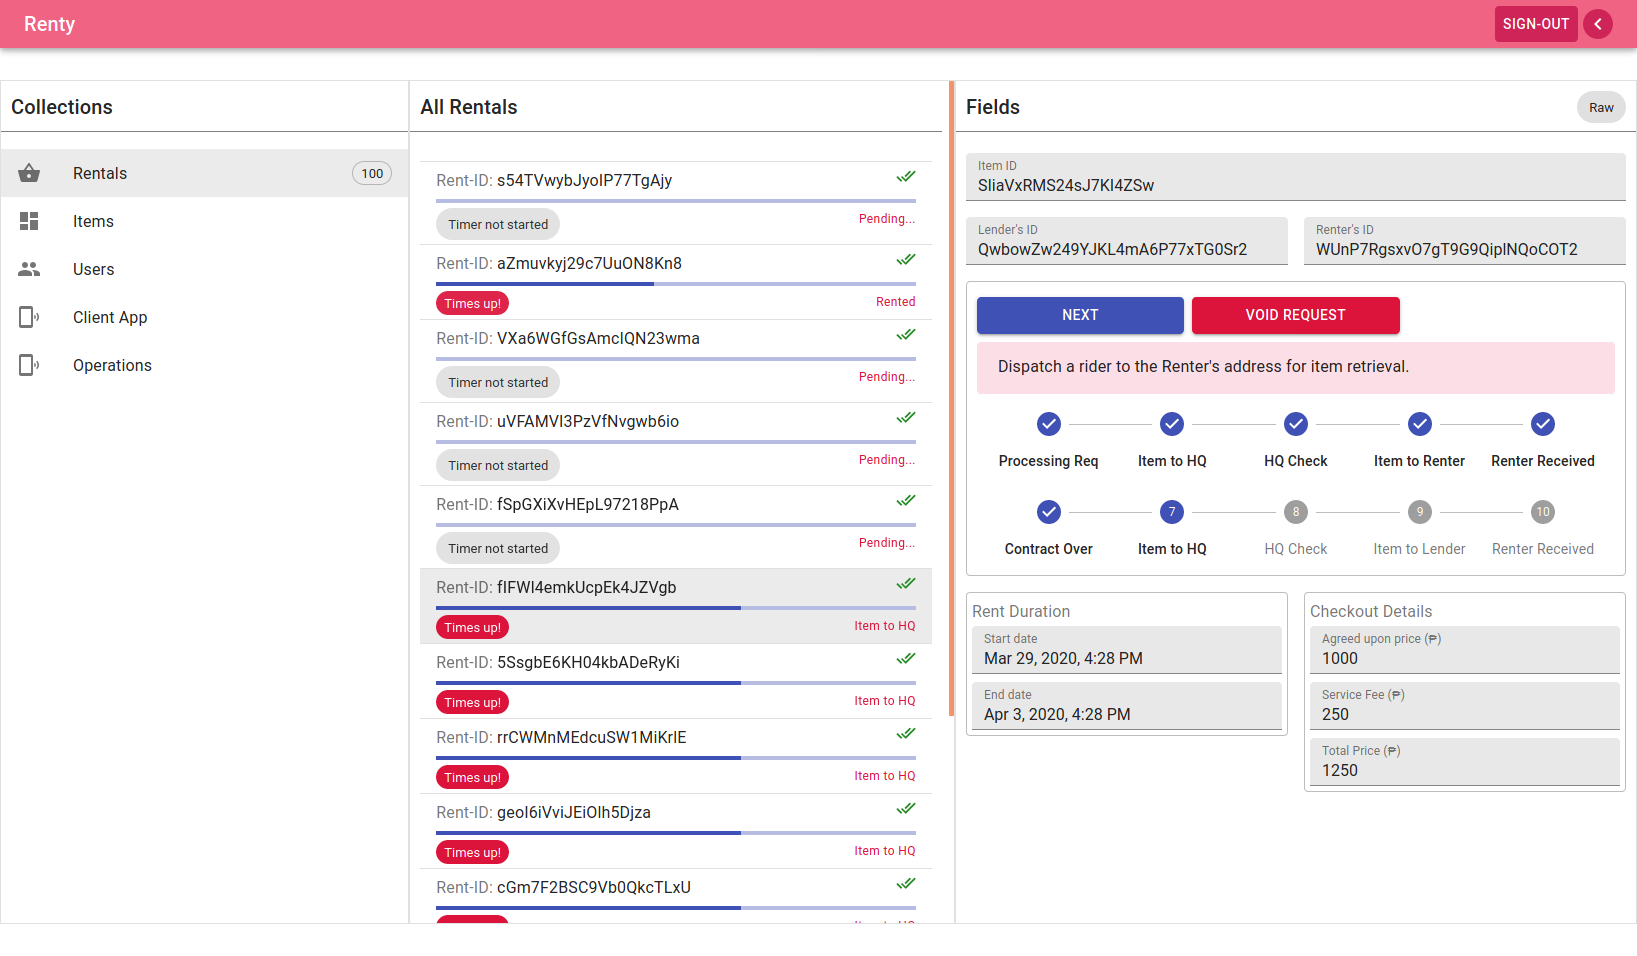 Renty
SIGN-OUT
Collections
Rentals 100
Items
Users
Client App
Operations
All Rentals
Rent-ID: s54TVwybJyoIP77TgAjy
Timer not started Pending...
Rent-ID: aZmuvkyj29c7UuON8Kn8
Times up! Rented
Rent-ID: VXa6WGfGsAmcIQN23wma
Timer not started Pending...
Rent-ID: uVFAMVI3PzVfNvgwb6io
Timer not started Pending...
Rent-ID: fSpGXiXvHEpL97218PpA
Timer not started Pending...
Rent-ID: fIFWl4emkUcpEk4JZVgb
Times up! Item to HQ
Rent-ID: 5SsgbE6KH04kbADeRyKi
Times up! Item to HQ
Rent-ID: rrCWMnMEdcuSW1MiKrIE
Times up! Item to HQ
Rent-ID: geoI6iVviJEiOlh5Djza
Times up! Item to HQ
Rent-ID: cGm7F2BSC9Vb0QkcTLxU
Fields
Raw
Item ID
SliaVxRMS24sJ7KI4ZSw
Lender's ID
QwbowZw249YJKL4mA6P77xTG0Sr2
Renter's ID
WUnP7RgsxvO7gT9G9QipINQoCOT2
NEXT
VOID REQUEST
Dispatch a rider to the Renter's address for item retrieval.
Processing Req Item to HQ HQ Check Item to Renter Renter Received
7 8 9 10
Contract Over Item to HQ HQ Check Item to Lender Renter Received
Rent Duration
Start date
Mar 29, 2020, 4:28 PM
End date
Apr 3, 2020, 4:28 PM
Checkout Details
Agreed upon price (₱)
1000
Service Fee (₱)
250
Total Price (₱)
1250